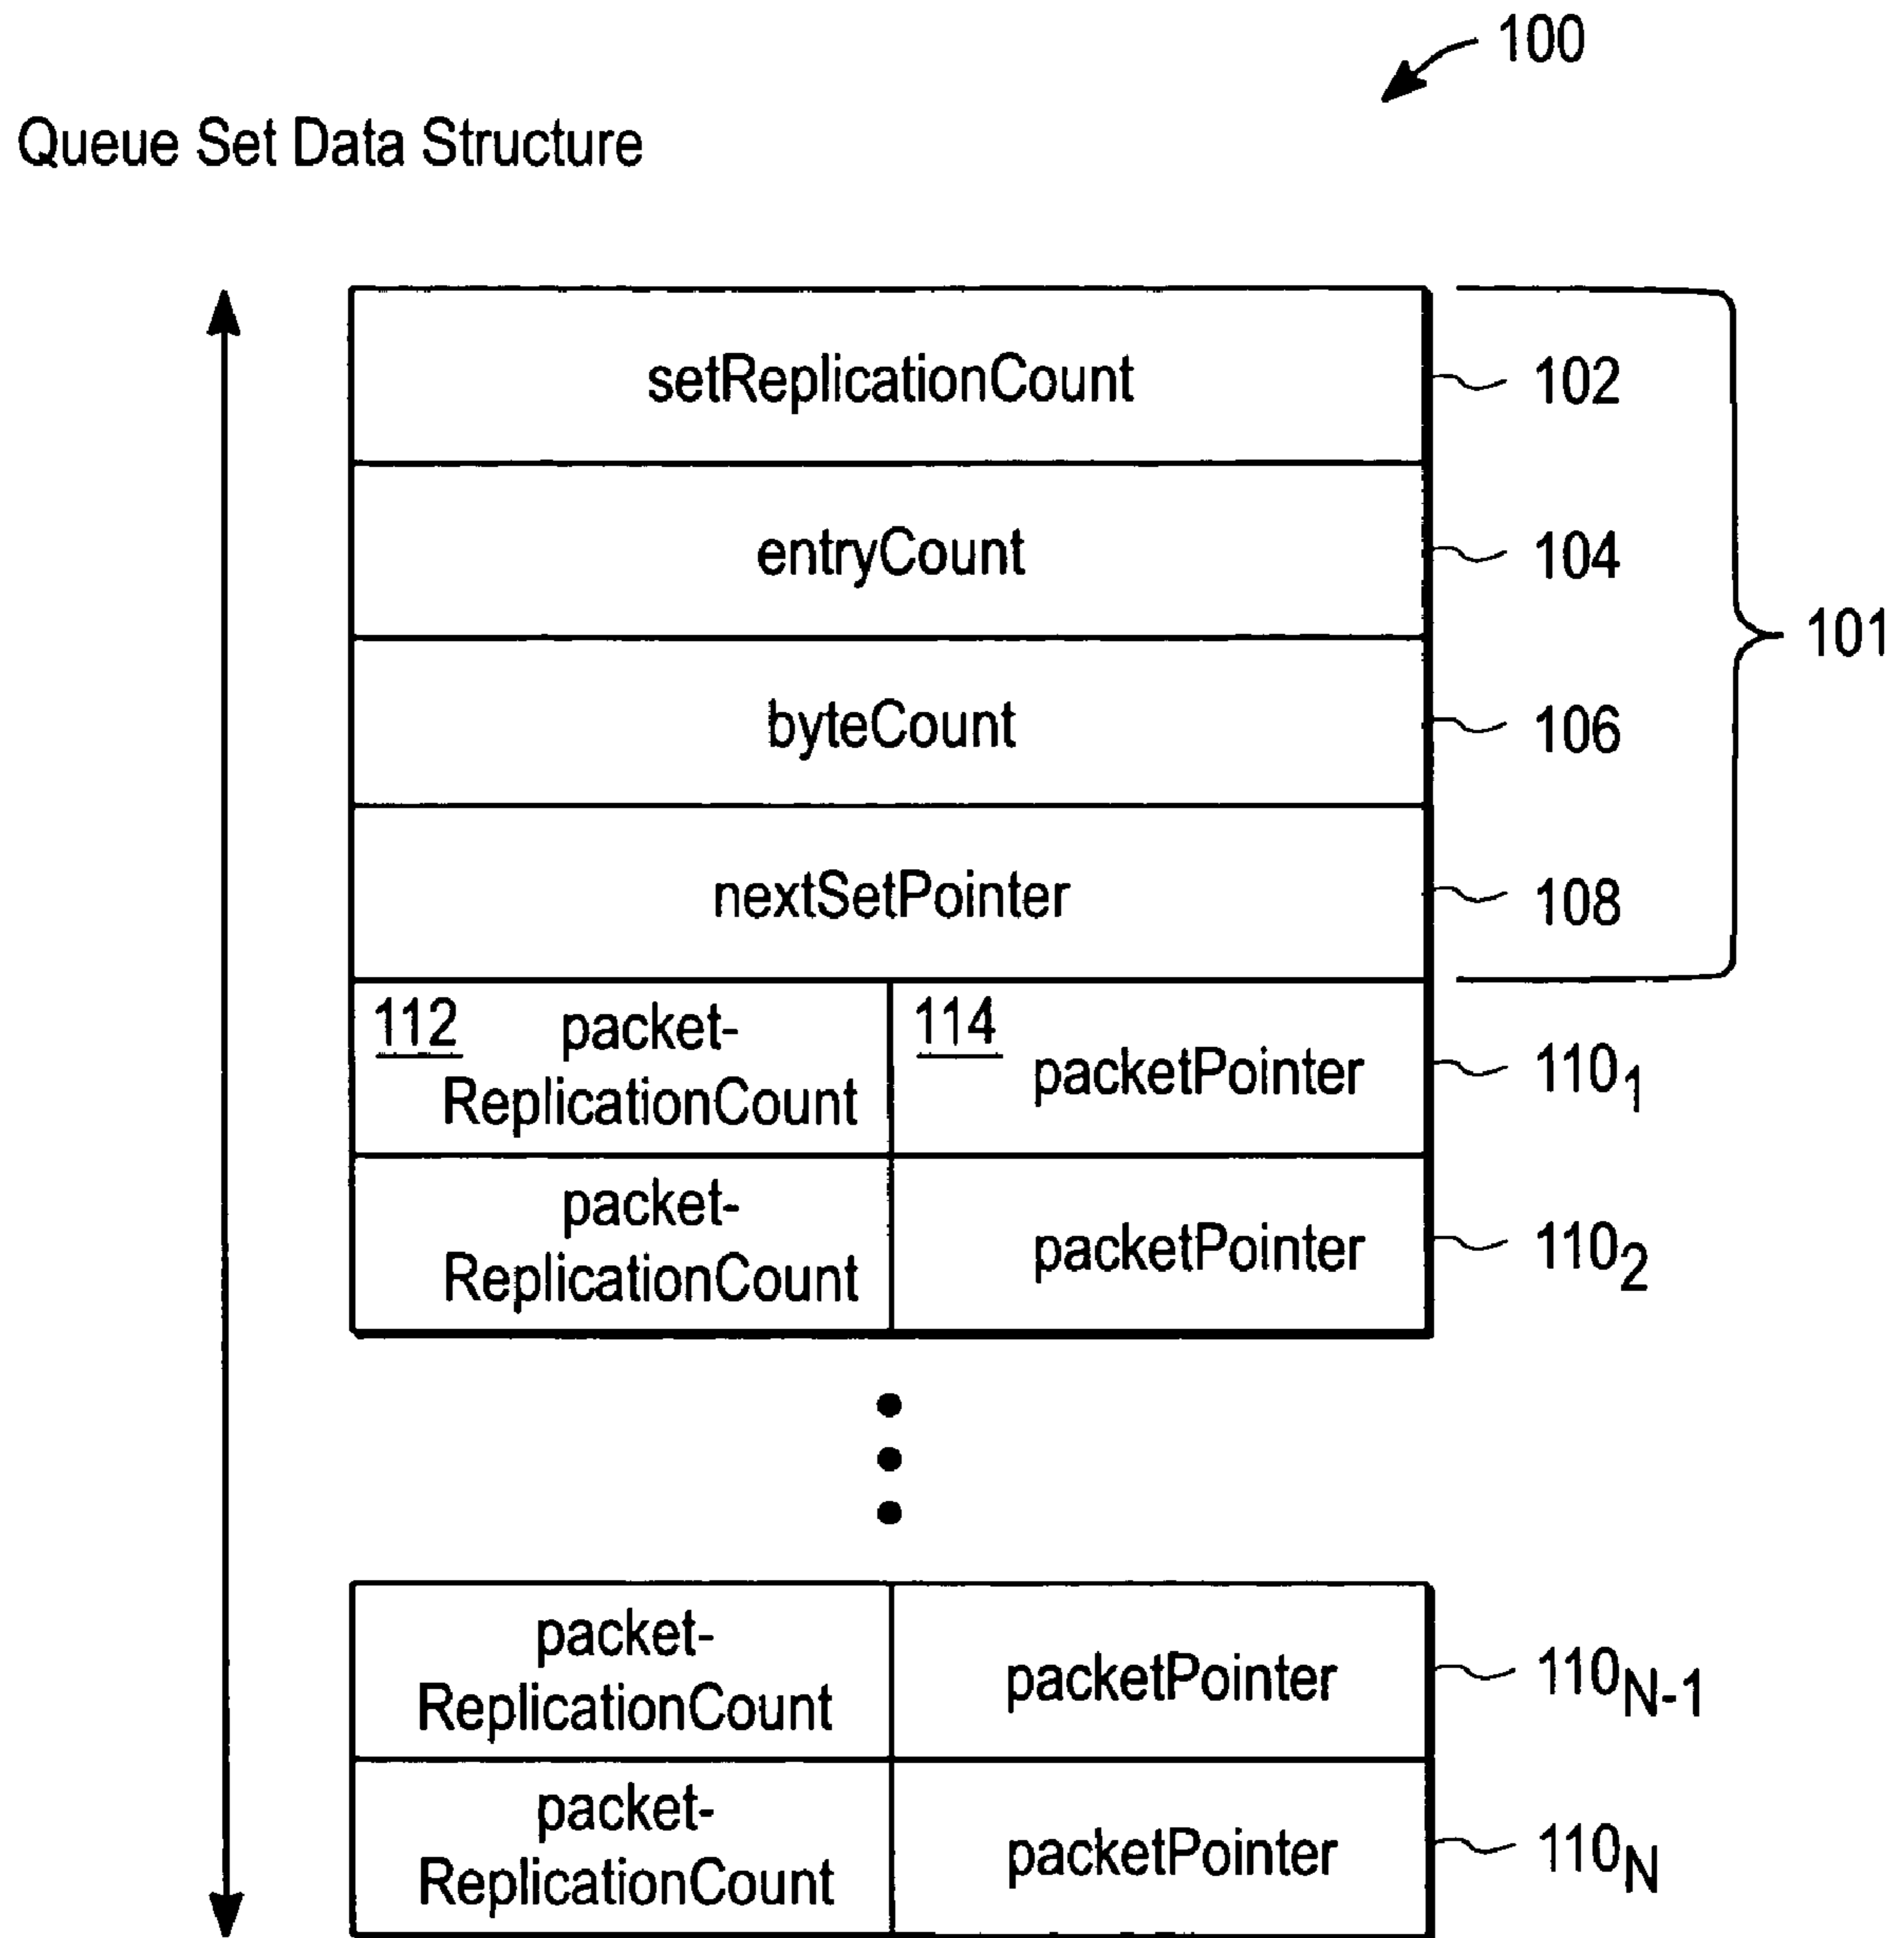 100
Queue Set Data Structure
setReplicationCount
102
entryCount
104
byteCount
106
101
nextSetPointer
108
112 packet-
ReplicationCount
114
packetPointer
110₁
packet-
ReplicationCount
packetPointer
110₂
packet-
ReplicationCount
packetPointer
110N-1
packet-
ReplicationCount
packetPointer
110N